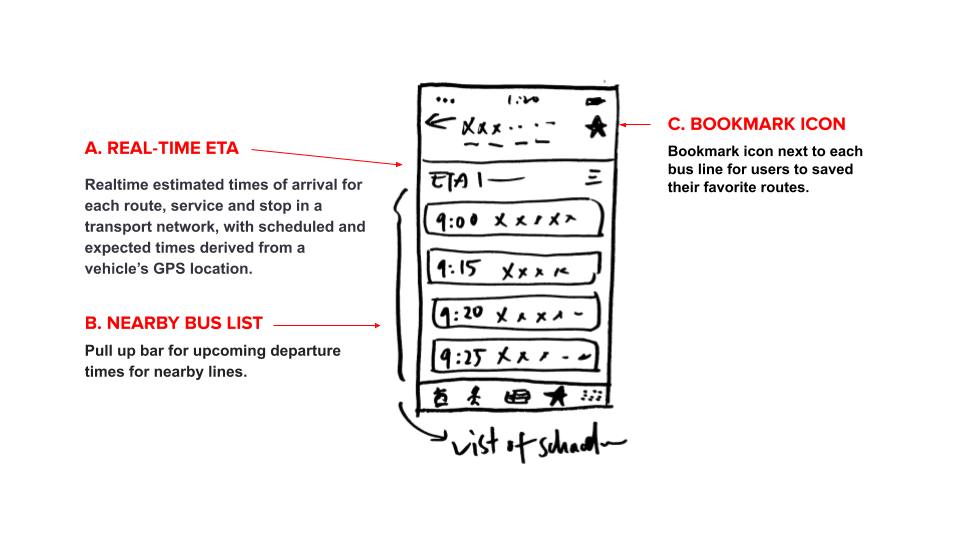 1:20
A. REAL-TIME ETA
Realtime estimated times of arrival for
each route, service and stop in a
transport network, with scheduled and
expected times derived from a
vehicle’s GPS location.
B. NEARBY BUS LIST
Pull up bar for upcoming departure
times for nearby lines.
xxx....
ETA
9:00 xxxxx
9:15 xxxx
9:20 xxxx
9:25 xxx
List of
C. BOOKMARK ICON
Bookmark icon next to each
bus line for users to saved
their favorite routes.